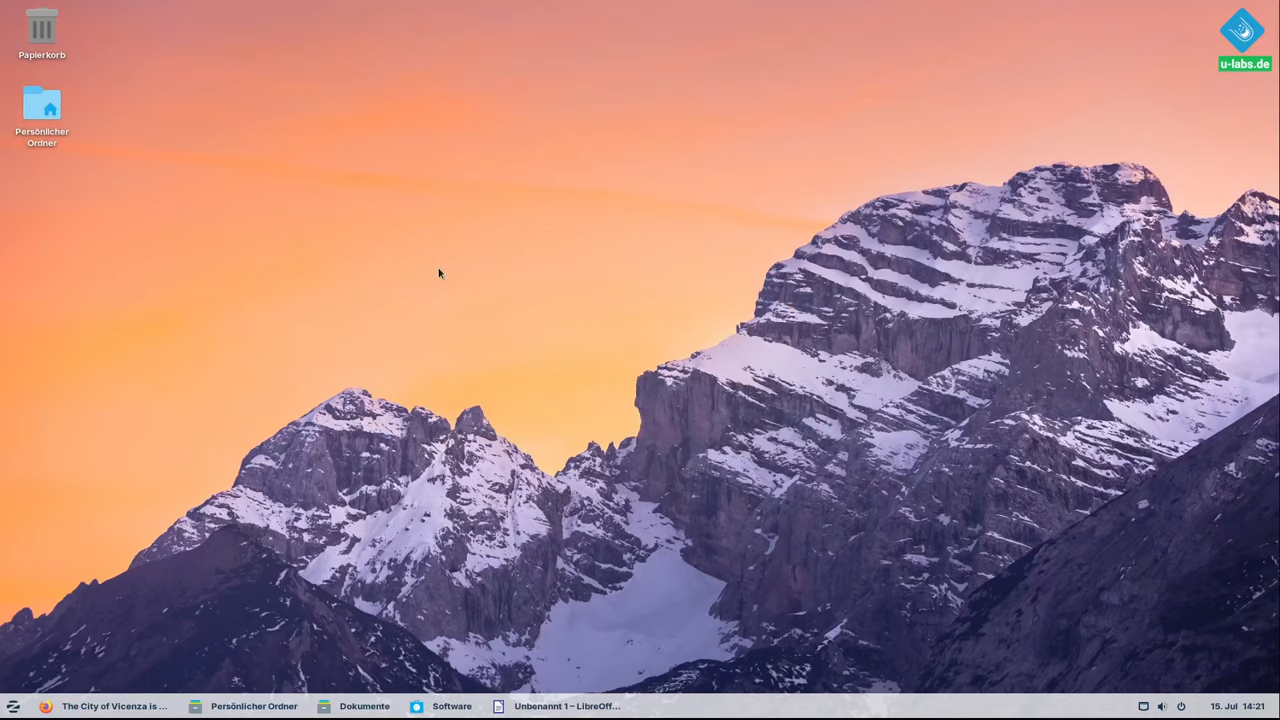 Papierkorb
Persönlicher
Ordner
u-labs.de
The City of Vicenza is ...
Persönlicher Ordner
Dokumente
Software
Unbenannt 1 – LibreOff...
15. Jul 14:21